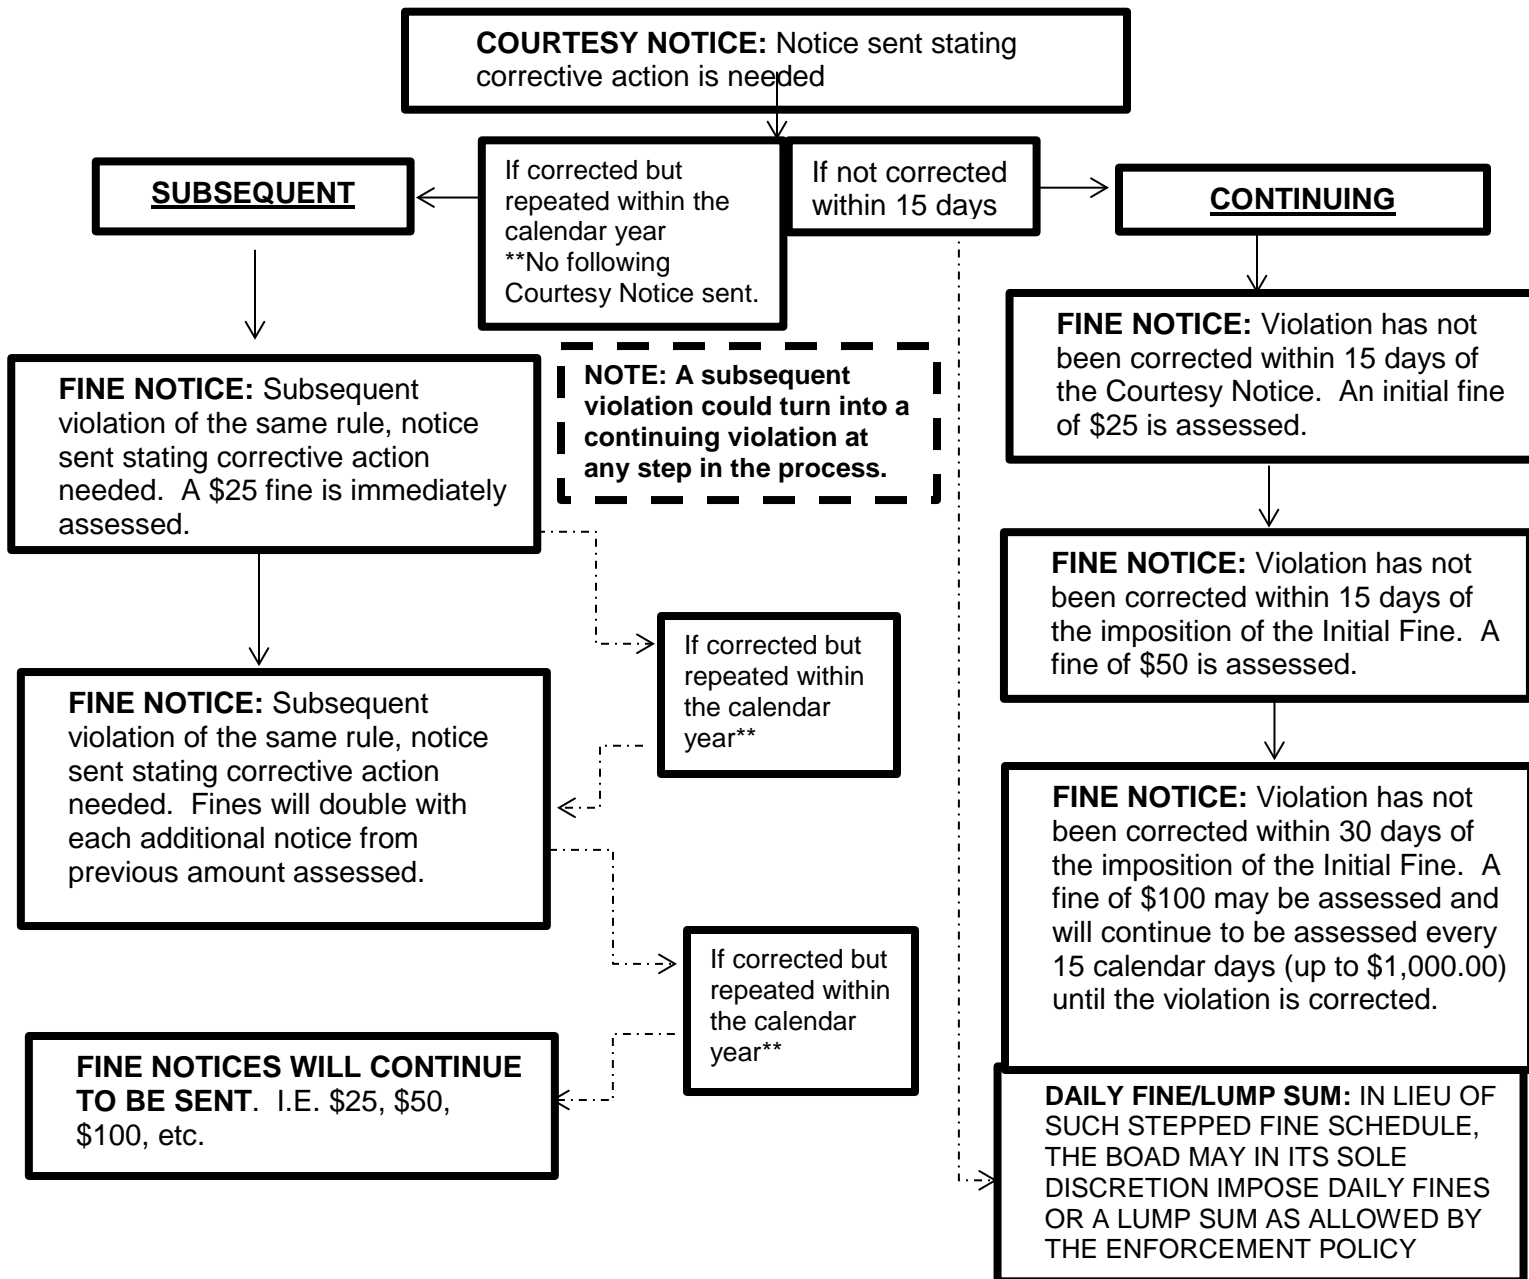 COURTESY NOTICE: Notice sent stating
corrective action is needed
If corrected but
repeated within the
calendar year
**No following
Courtesy Notice sent.
If not corrected
within 15 days
SUBSEQUENT
CONTINUING
FINE NOTICE: Subsequent
violation of the same rule, notice
sent stating corrective action
needed. A $25 fine is immediately
assessed.
NOTE: A subsequent
violation could turn into a
continuing violation at
any step in the process.
FINE NOTICE: Violation has not
been corrected within 15 days of
the Courtesy Notice. An initial fine
of $25 is assessed.
If corrected but
repeated within
the calendar
year**
FINE NOTICE: Violation has not
been corrected within 15 days of
the imposition of the Initial Fine. A
fine of $50 is assessed.
FINE NOTICE: Subsequent
violation of the same rule, notice
sent stating corrective action
needed. Fines will double with
each additional notice from
previous amount assessed.
FINE NOTICE: Violation has not
been corrected within 30 days of
the imposition of the Initial Fine. A
fine of $100 may be assessed and
will continue to be assessed every
15 calendar days (up to $1,000.00)
until the violation is corrected.
If corrected but
repeated within
the calendar
year**
FINE NOTICES WILL CONTINUE
TO BE SENT. I.E. $25, $50,
$100, etc.
DAILY FINE/LUMP SUM: IN LIEU OF
SUCH STEPPED FINE SCHEDULE,
THE BOAD MAY IN ITS SOLE
DISCRETION IMPOSE DAILY FINES
OR A LUMP SUM AS ALLOWED BY
THE ENFORCEMENT POLICY